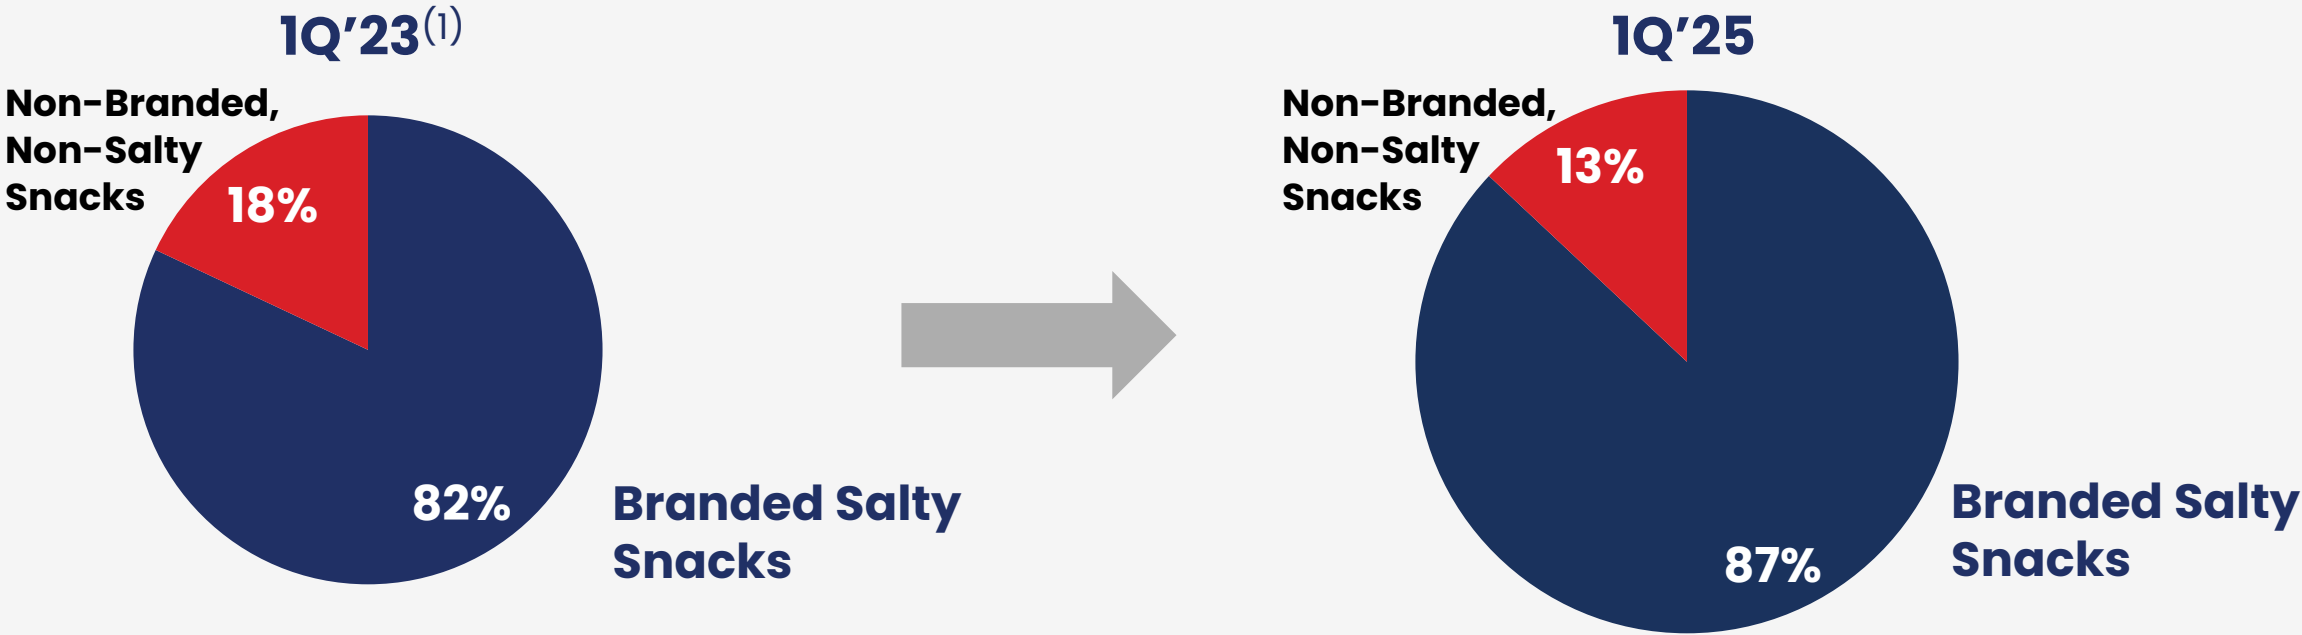 1Q’23(1)
Non-Branded,
Non-Salty
Snacks
18%
82%
Branded Salty
Snacks
1Q’25
Non-Branded,
Non-Salty
Snacks
13%
87%
Branded Salty
Snacks